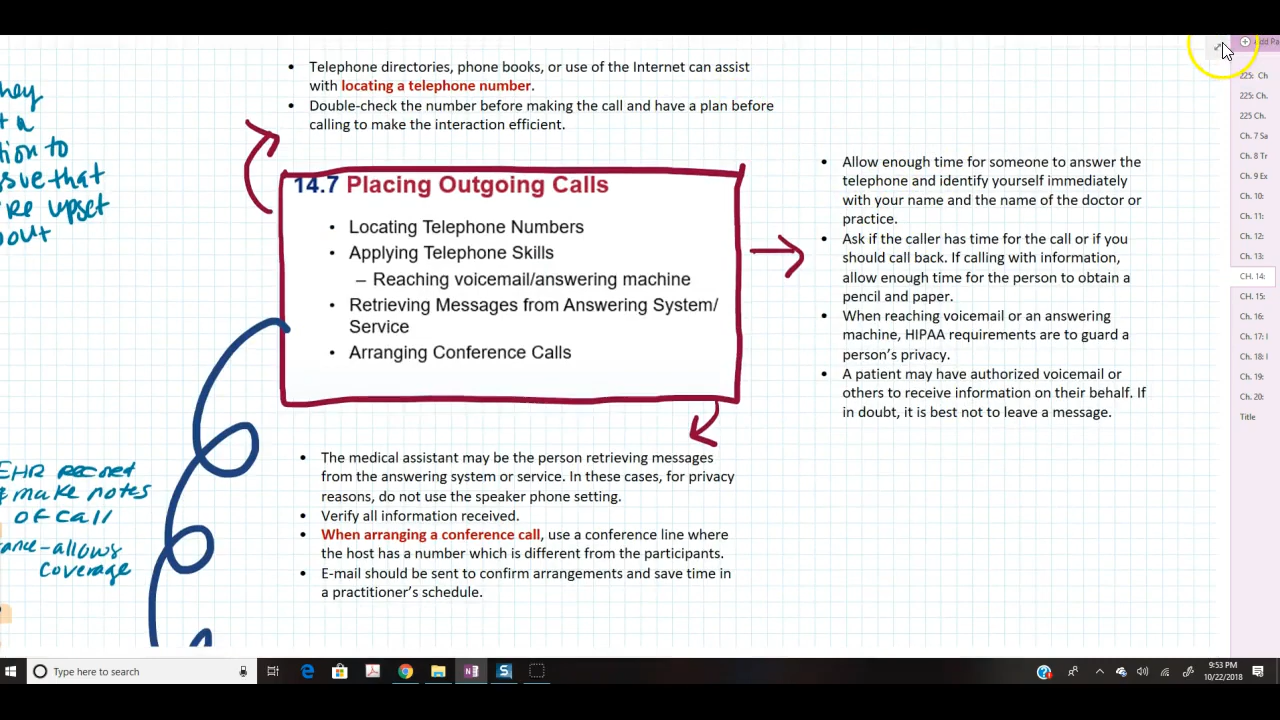 • Telephone directories, phone books, or use of the Internet can assist
with locating a telephone number.
• Double-check the number before making the call and have a plan before
calling to make the interaction efficient.
14.7 Placing Outgoing Calls
• Locating Telephone Numbers
• Applying Telephone Skills
– Reaching voicemail/answering machine
• Retrieving Messages from Answering System/
Service
• Arranging Conference Calls
• Allow enough time for someone to answer the
telephone and identify yourself immediately
with your name and the name of the doctor or
practice.
• Ask if the caller has time for the call or if you
should call back. If calling with information,
allow enough time for the person to obtain a
pencil and paper.
• When reaching voicemail or an answering
machine, HIPAA requirements are to guard a
person's privacy.
• A patient may have authorized voicemail or
others to receive information on their behalf. If
in doubt, it is best not to leave a message.
• The medical assistant may be the person retrieving messages
from the answering system or service. In these cases, for privacy
reasons, do not use the speaker phone setting.
• Verify all information received.
• When arranging a conference call, use a conference line where
the host has a number which is different from the participants.
• E-mail should be sent to confirm arrangements and save time in
a practitioner's schedule.
hey
a
tion to
ssue that
're upset
bout
EHR record
& make notes
of call
ance-allows
coverage
Add Pa
225: Ch
225: Ch.
225 Ch.
Ch. 7 Sa
Ch. 8 Tr
Ch. 9 Ex
Ch. 10:
Ch. 11:
Ch. 12:
Ch. 13:
CH. 14:
CH. 15:
Ch. 16:
Ch. 17: I
Ch. 18: I
Ch. 19:
Ch. 20:
Title
Type here to search
9:53 PM
10/22/2018